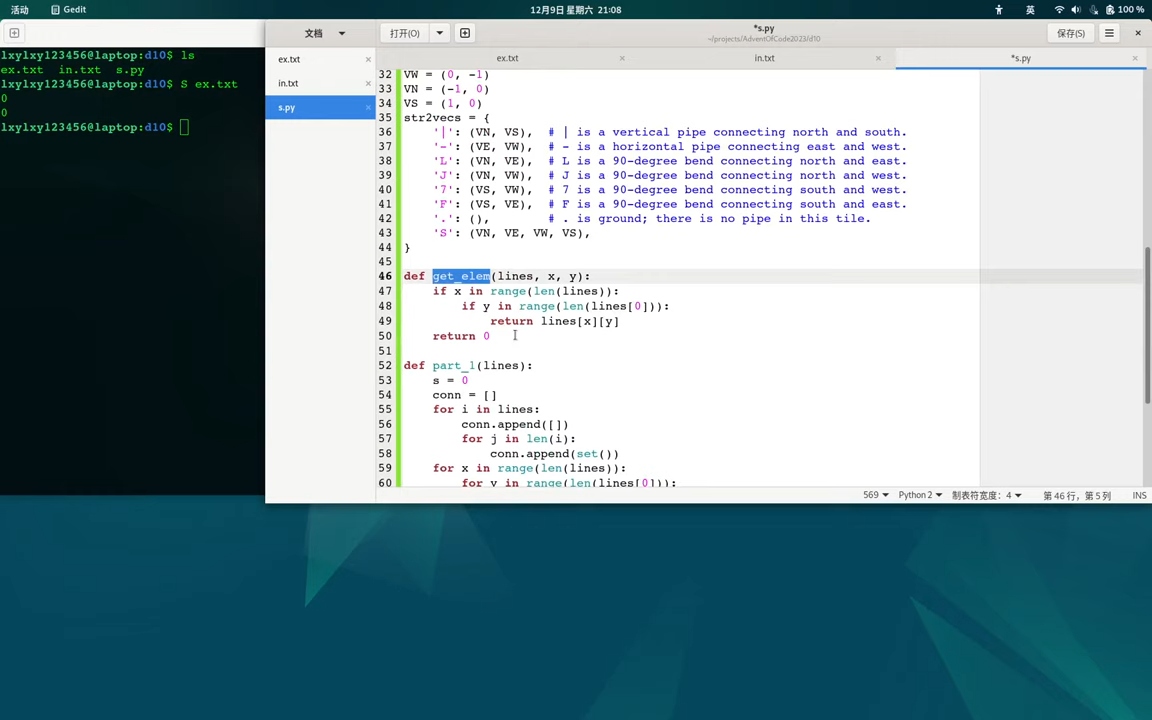 活动 Gedit 12月9日 星期六 21:08 英 100 %
文档 打开(O) *s.py 保存(S)
~/projects/AdventOfCode2023/d10
lxylxy123456@laptop:d10$ ls
ex.txt in.txt s.py
lxylxy123456@laptop:d10$ S ex.txt
0
0
lxylxy123456@laptop:d10$
ex.txt
in.txt
s.py
ex.txt in.txt *s.py
32 VW = (0, -1)
33 VN = (-1, 0)
34 VS = (1, 0)
35 str2vecs = {
36     '|': (VN, VS),  # | is a vertical pipe connecting north and south.
37     '-': (VE, VW),  # - is a horizontal pipe connecting east and west.
38     'L': (VN, VE),  # L is a 90-degree bend connecting north and east.
39     'J': (VN, VW),  # J is a 90-degree bend connecting north and west.
40     '7': (VS, VW),  # 7 is a 90-degree bend connecting south and west.
41     'F': (VS, VE),  # F is a 90-degree bend connecting south and east.
42     '.': (),        # . is ground; there is no pipe in this tile.
43     'S': (VN, VE, VW, VS),
44 }
45
46 def get_elem(lines, x, y):
47     if x in range(len(lines)):
48         if y in range(len(lines[0])):
49             return lines[x][y]
50     return 0
51
52 def part_1(lines):
53     s = 0
54     conn = []
55     for i in lines:
56         conn.append([])
57         for j in len(i):
58             conn.append(set())
59     for x in range(len(lines)):
60         for y in range(len(lines[0]):
569 Python 2 制表符宽度：4 第 46 行，第 5 列 INS